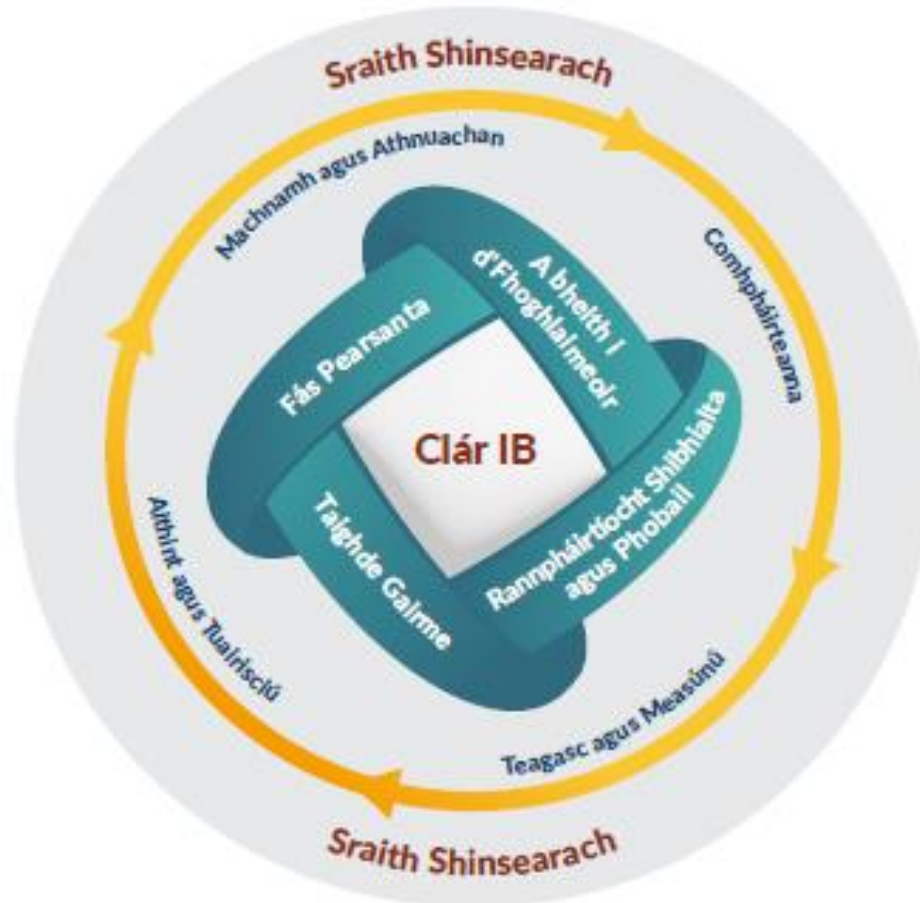 Sraith Shinsearach
Machnamh agus Athnuachan
Comhpháirteanna
Teagasc agus Measúnú
Aithint agus Tuairisciú
Fás Pearsanta
A bheith i
d'Fhoghlaimeoir
Rannpháirtíocht Shibhialta
agus Phobail
Taighde Gairme
Clár IB
Sraith Shinsearach